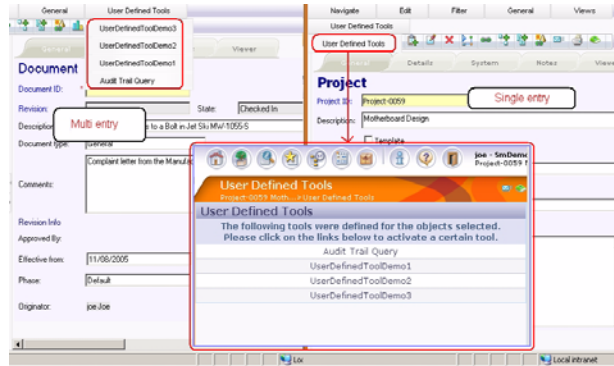 General User Defined Tools
UserDefinedToolDemo3
UserDefinedToolDemo2
UserDefinedToolDemo1
Audit Trail Query
General
Viewer
Document
Document ID: *
Revision:
State: Checked In
Multi entry
Description
e to a Bolt in Jet Ski MW-1055-S
Document type: General
Complaint letter from the Manufac
Comments:
Revision Info
Approved By:
Effective from: 11/08/2005
Phase: Default
Originator: joe Joe
Navigate Edit Filter General Views
User Defined Tools
User Defined Tools
General Details System Notes Viewe
Project
Project ID: Project-0059
Single entry
Description: Motherboard Design
Template
joe - SmDemo
Project-0059
User Defined Tools
Project-0059 Moth... > User Defined Tools
User Defined Tools
The following tools were defined for the objects selected.
Please click on the links below to activate a certain tool.
Audit Trail Query
UserDefinedToolDemo1
UserDefinedToolDemo2
UserDefinedToolDemo3
Loc
Local intranet